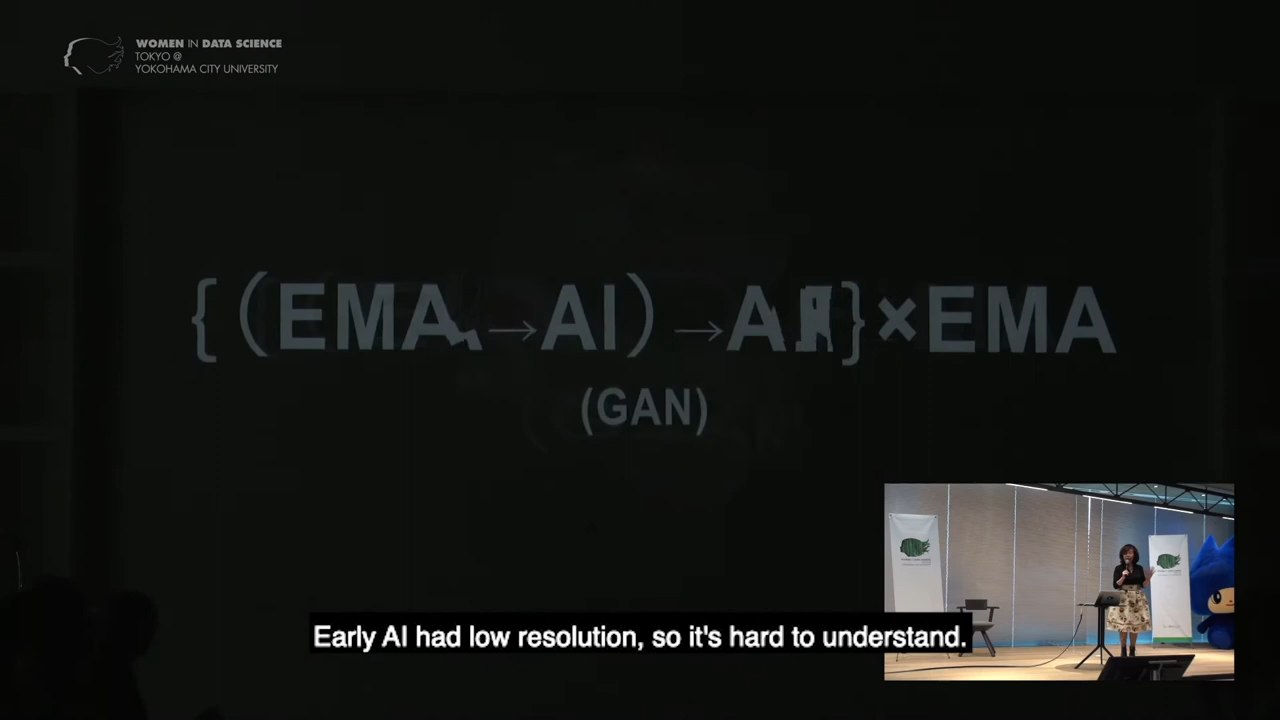 WOMEN IN DATA SCIENCE
TOKYO @
YOKOHAMA CITY UNIVERSITY
{(EMA→AI)→AI}×EMA
(GAN)
Early AI had low resolution, so it's hard to understand.